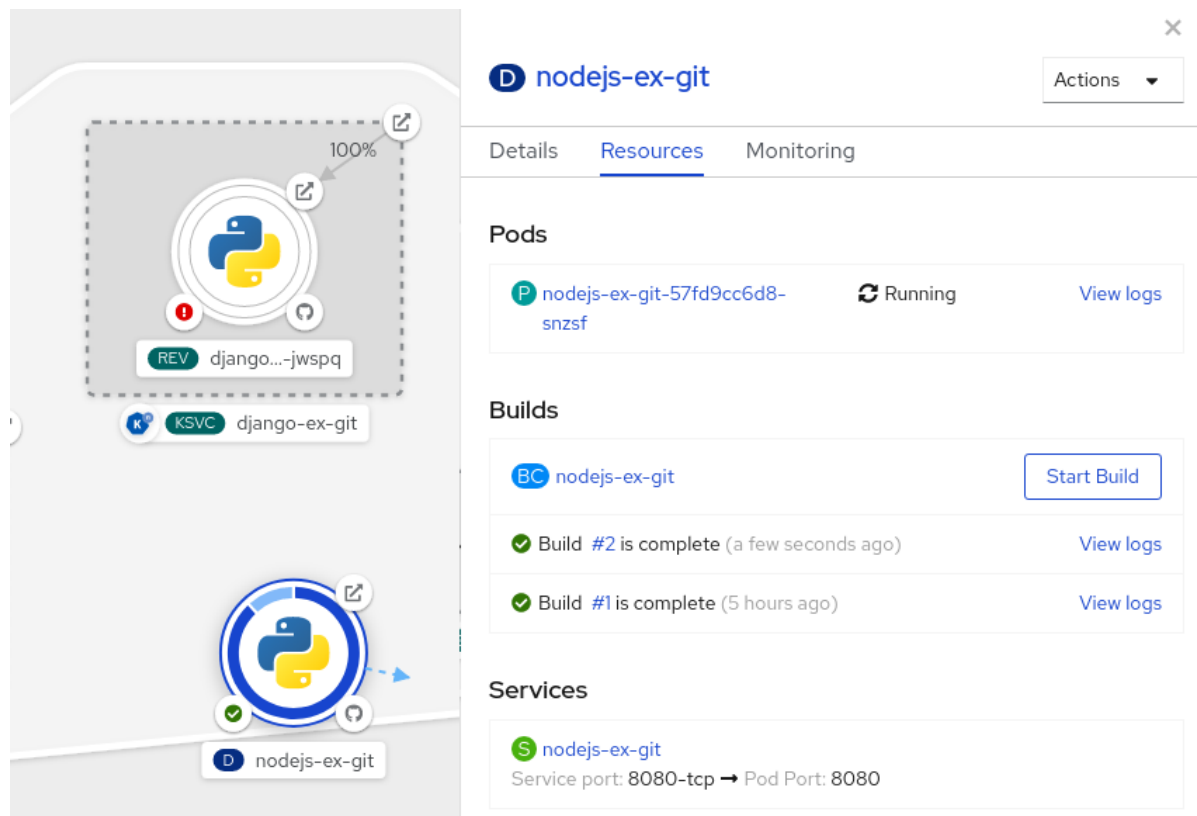 100%
REV django...-jwspq
K
KSVC django-ex-git
D nodejs-ex-git
D nodejs-ex-git
Actions
Details Resources Monitoring
Pods
P nodejs-ex-git-57fd9cc6d8- Running View logs
snzsf
Builds
BC nodejs-ex-git Start Build
Build #2 is complete (a few seconds ago) View logs
Build #1 is complete (5 hours ago) View logs
Services
S nodejs-ex-git
Service port: 8080-tcp → Pod Port: 8080